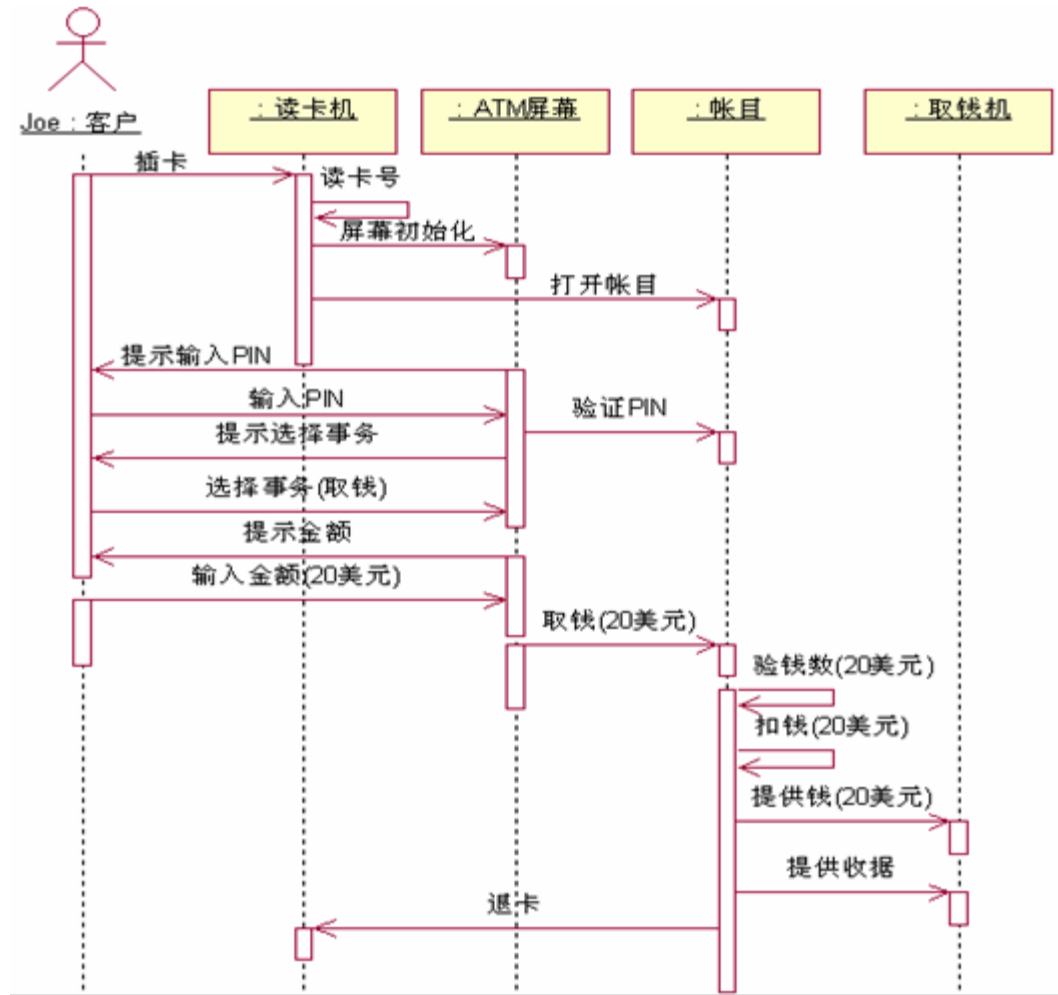 Joe : 客户
: 读卡机
: ATM屏幕
: 帐目
: 取钱机
插卡
读卡号
屏幕初始化
打开帐目
提示输入PIN
输入PIN
验证PIN
提示选择事务
选择事务(取钱)
提示金额
输入金额(20美元)
取钱(20美元)
验钱数(20美元)
扣钱(20美元)
提供钱(20美元)
提供收据
退卡